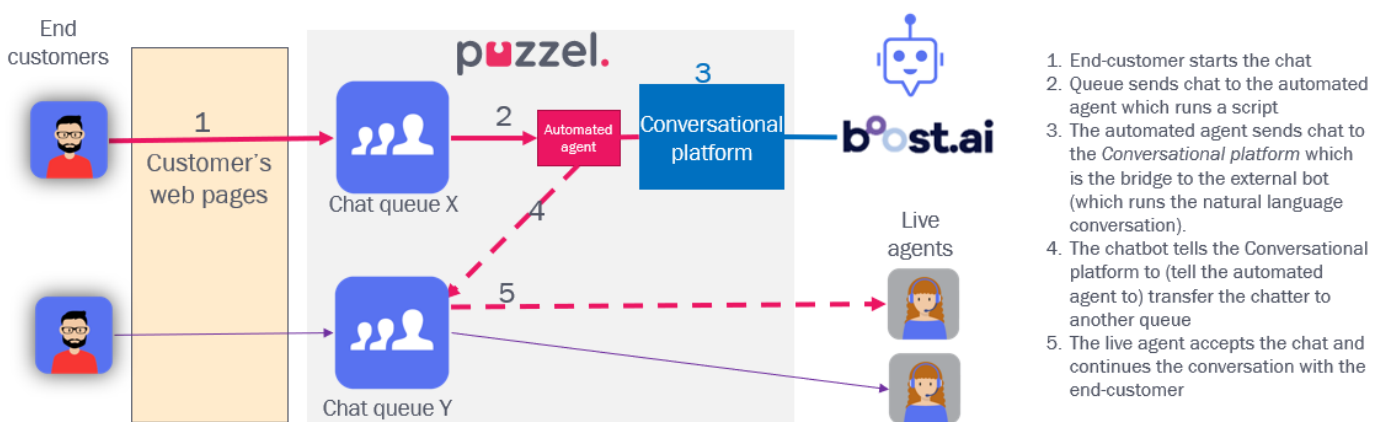 End
customers
puzzel.
1
2
3
Automated
agent
Conversational
platform
boost.ai
Customer's
web pages
Chat queue X
4
Live
agents
5
Chat queue Y
1. End-customer starts the chat
2. Queue sends chat to the automated
agent which runs a script
3. The automated agent sends chat to
the Conversational platform which
is the bridge to the external bot
(which runs the natural language
conversation).
4. The chatbot tells the Conversational
platform to (tell the automated
agent to) transfer the chatter to
another queue
5. The live agent accepts the chat and
continues the conversation with the
end-customer